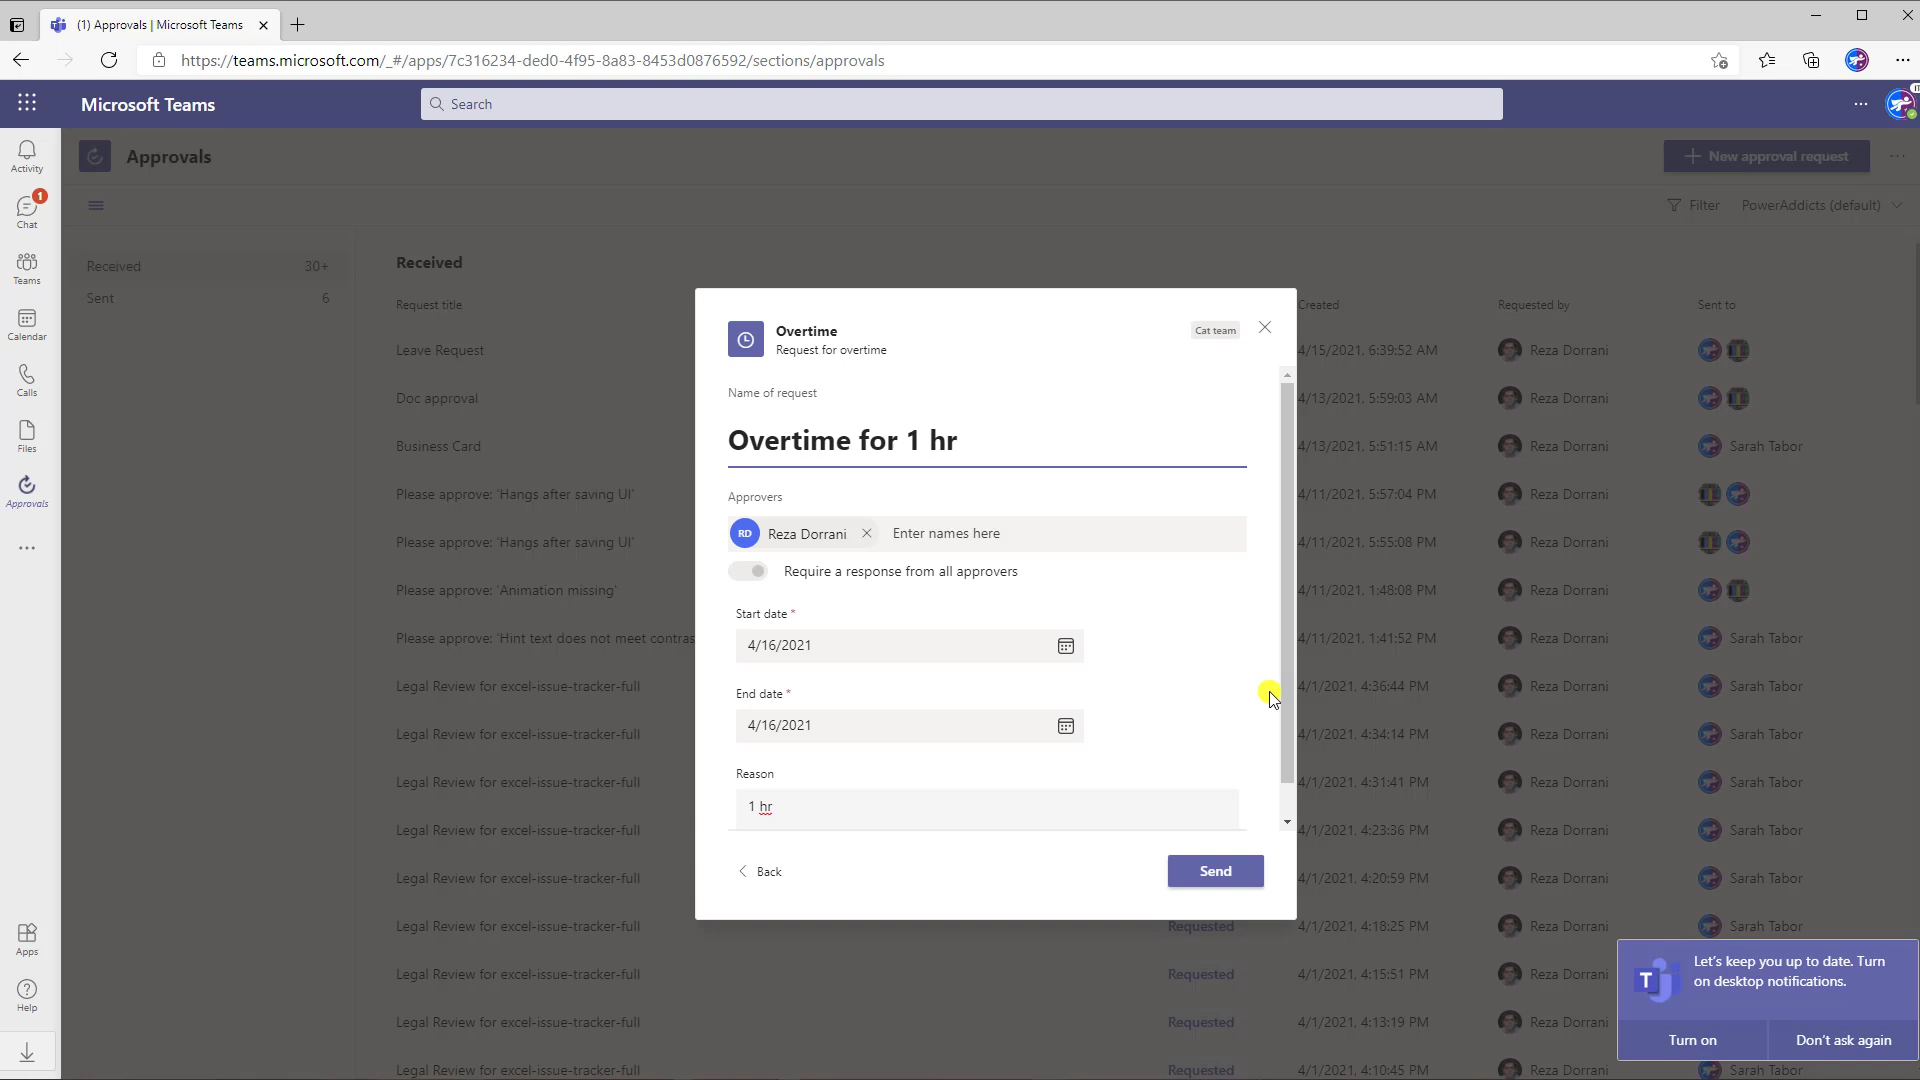 (1) Approvals | Microsoft Teams
https://teams.microsoft.com/_#/apps/7c316234-ded0-4f95-8a83-8453d0876592/sections/approvals
Microsoft Teams
Search
Activity
1
Chat
Teams
Calendar
Calls
Files
Approvals
Apps
Help
Approvals
New approval request
Filter PowerAddicts (default)
Received 30+
Sent 6
Received
Request title Created Requested by Sent to
Leave Request 4/15/2021, 6:39:52 AM Reza Dorrani
Doc approval 4/13/2021, 5:59:03 AM Reza Dorrani
Business Card 4/13/2021, 5:51:15 AM Reza Dorrani Sarah Tabor
Please approve: 'Hangs after saving UI' 4/11/2021, 5:57:04 PM Reza Dorrani
Please approve: 'Hangs after saving UI' 4/11/2021, 5:55:08 PM Reza Dorrani
Please approve: 'Animation missing' 4/11/2021, 1:48:08 PM Reza Dorrani
Please approve: 'Hint text does not meet contras 4/11/2021, 1:41:52 PM Reza Dorrani Sarah Tabor
Legal Review for excel-issue-tracker-full 4/1/2021, 4:36:44 PM Reza Dorrani Sarah Tabor
Legal Review for excel-issue-tracker-full 4/1/2021, 4:34:14 PM Reza Dorrani Sarah Tabor
Legal Review for excel-issue-tracker-full 4/1/2021, 4:31:41 PM Reza Dorrani Sarah Tabor
Legal Review for excel-issue-tracker-full 4/1/2021, 4:23:36 PM Reza Dorrani Sarah Tabor
Legal Review for excel-issue-tracker-full 4/1/2021, 4:20:59 PM Reza Dorrani Sarah Tabor
Legal Review for excel-issue-tracker-full Requested 4/1/2021, 4:18:25 PM Reza Dorrani Sarah Tabor
Legal Review for excel-issue-tracker-full Requested 4/1/2021, 4:15:51 PM Reza Dorrani
Legal Review for excel-issue-tracker-full Requested 4/1/2021, 4:13:19 PM Reza Dorrani
Legal Review for excel-issue-tracker-full Requested 4/1/2021, 4:10:45 PM Reza Dorrani Sarah Tabor
Overtime
Request for overtime
Cat team
Name of request
Overtime for 1 hr
Approvers
RD Reza Dorrani Enter names here
Require a response from all approvers
Start date *
4/16/2021
End date *
4/16/2021
Reason
1 hr
Back
Send
Let's keep you up to date. Turn
on desktop notifications.
Turn on Don't ask again